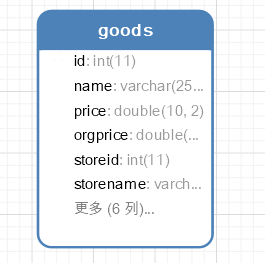 goods
id: int(11)
name: varchar(25...
price: double(10, 2)
orgprice: double(...
storeid: int(11)
storename: varch...
更多 (6 列)...